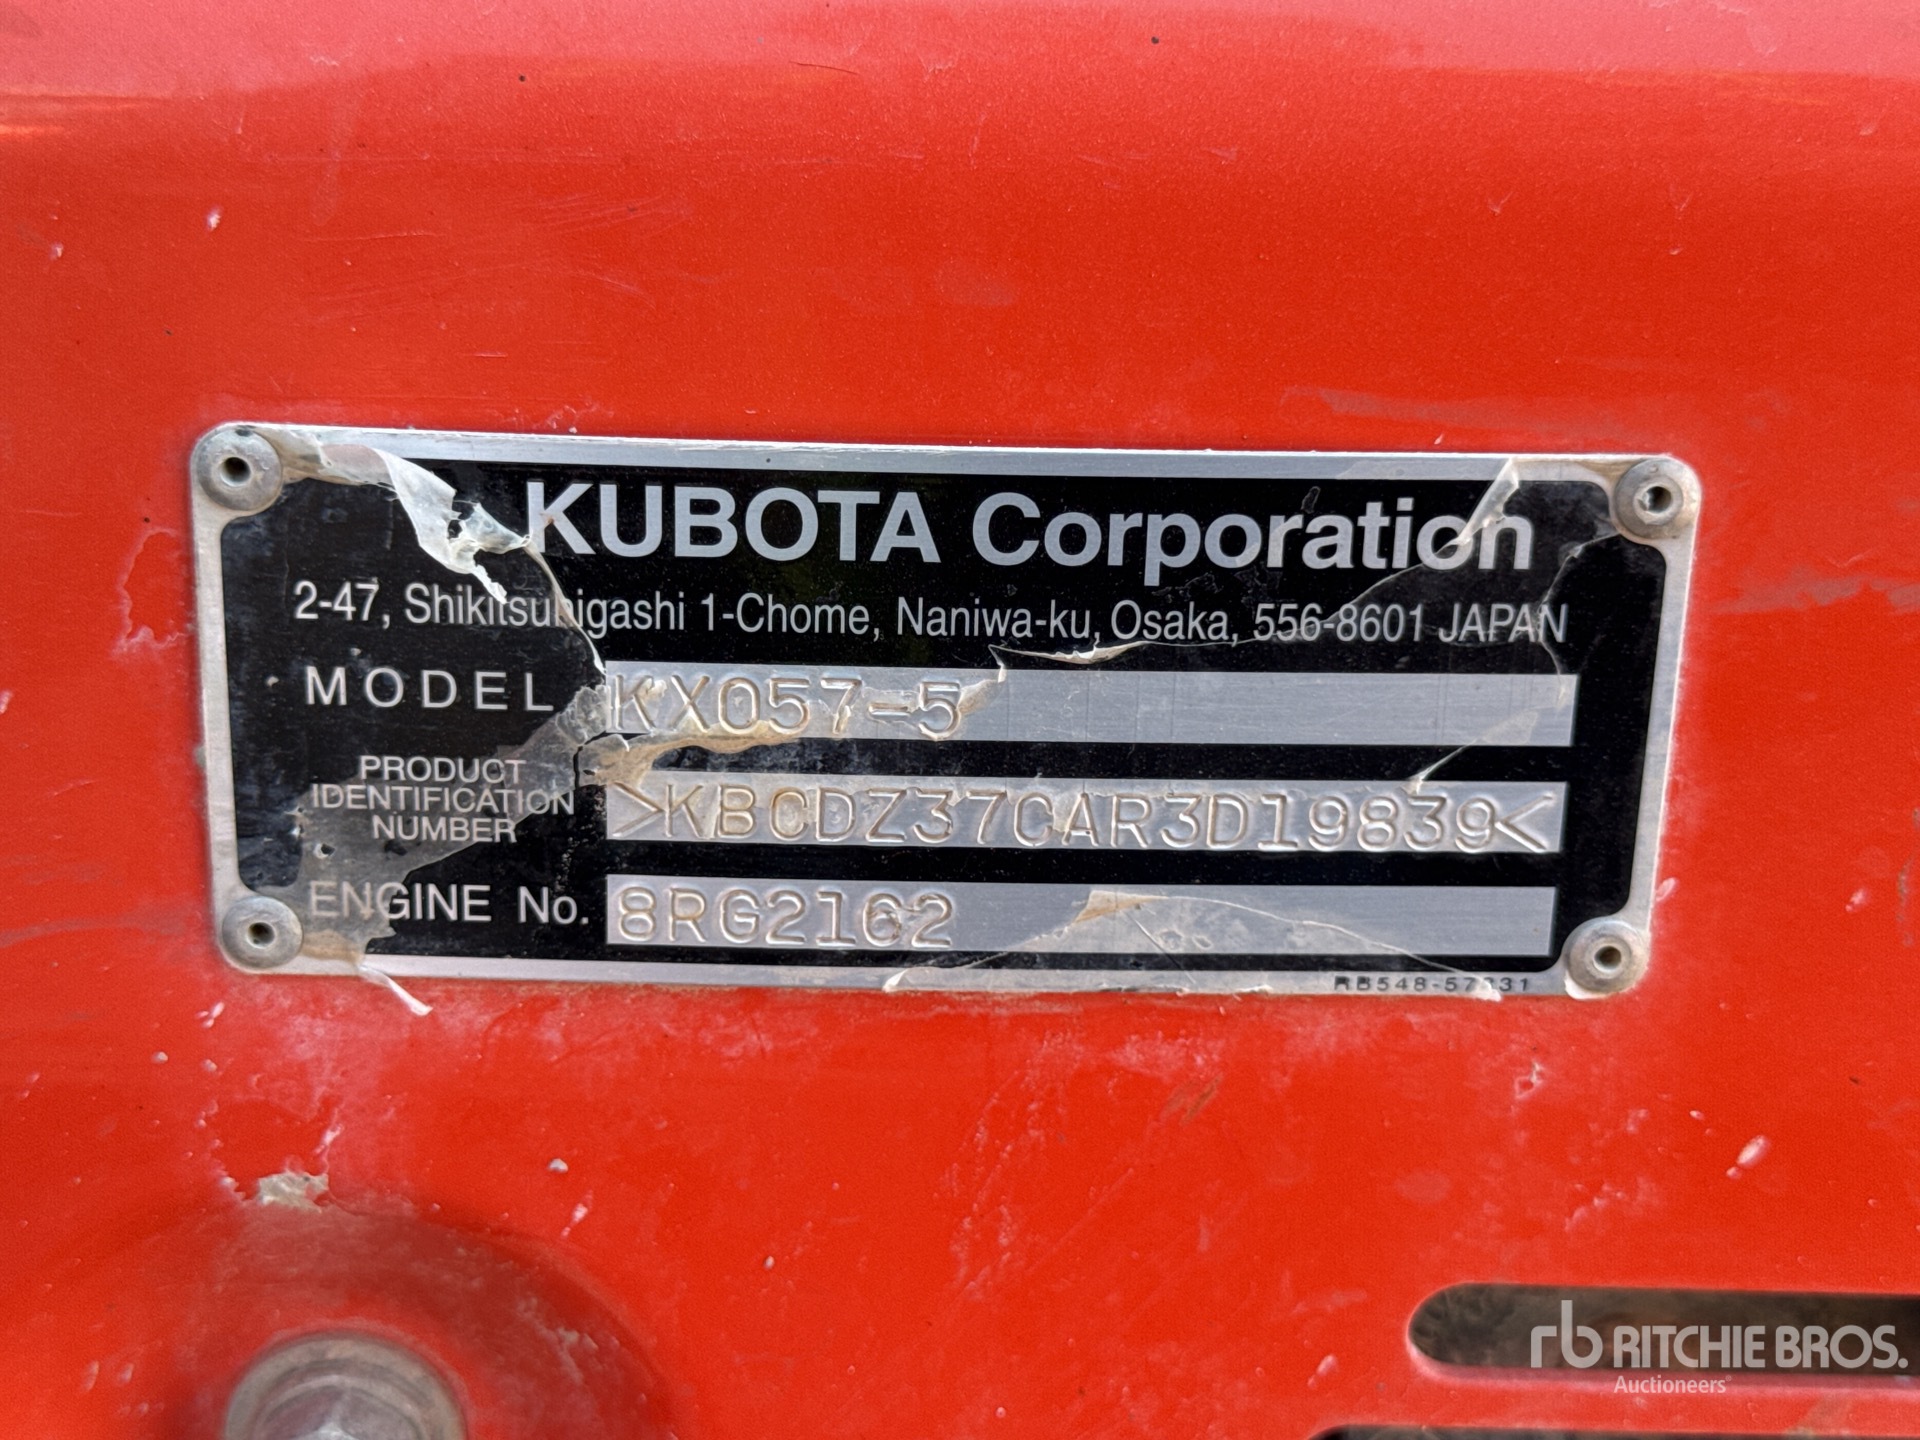 KUBOTA Corporation
2-47, Shikitsuhigashi 1-Chome, Naniwa-ku, Osaka, 556-8601 JAPAN
MODEL KX057-5
PRODUCT
IDENTIFICATION
NUMBER >KBCDZ37CAR3D19839<
ENGINE No. 8RG2162
rb RITCHIE BROS.
Auctioneers